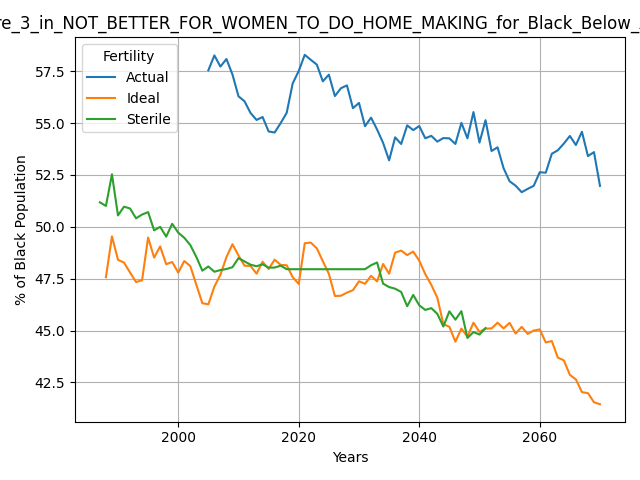 re_3_in_NOT_BETTER_FOR_WOMEN_TO_DO_HOME_MAKING_for_Black_Below_
Fertility
Actual
Ideal
Sterile
57.5
55.0
52.5
50.0
47.5
45.0
42.5
% of Black Population
2000
2020
2040
2060
Years